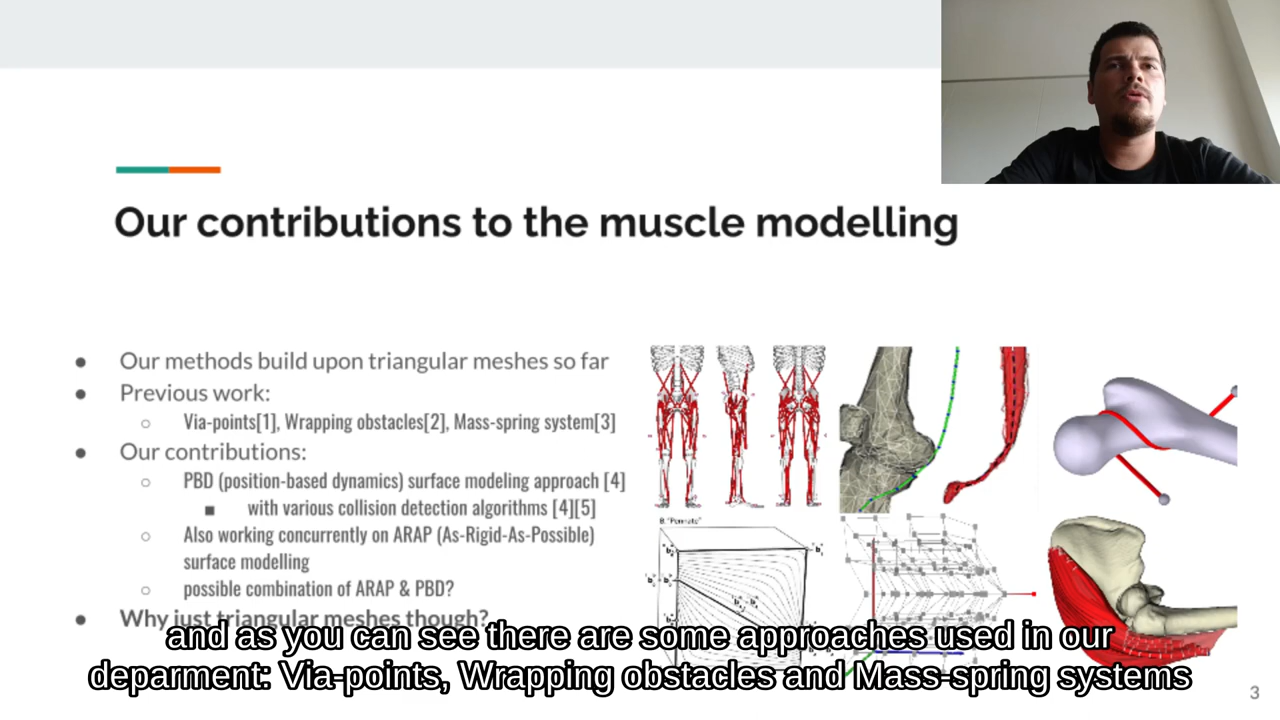 Our contributions to the muscle modelling
● Our methods build upon triangular meshes so far
● Previous work:
○ Via-points[1], Wrapping obstacles[2], Mass-spring system[3]
● Our contributions:
○ PBD (position-based dynamics) surface modeling approach [4]
■ with various collision detection algorithms [4][5]
○ Also working concurrently on ARAP (As-Rigid-As-Possible)
surface modelling
○ possible combination of ARAP & PBD?
● Why just triangular meshes though?
and as you can see there are some approaches used in our
deparment: Via-points, Wrapping obstacles and Mass-spring systems
3